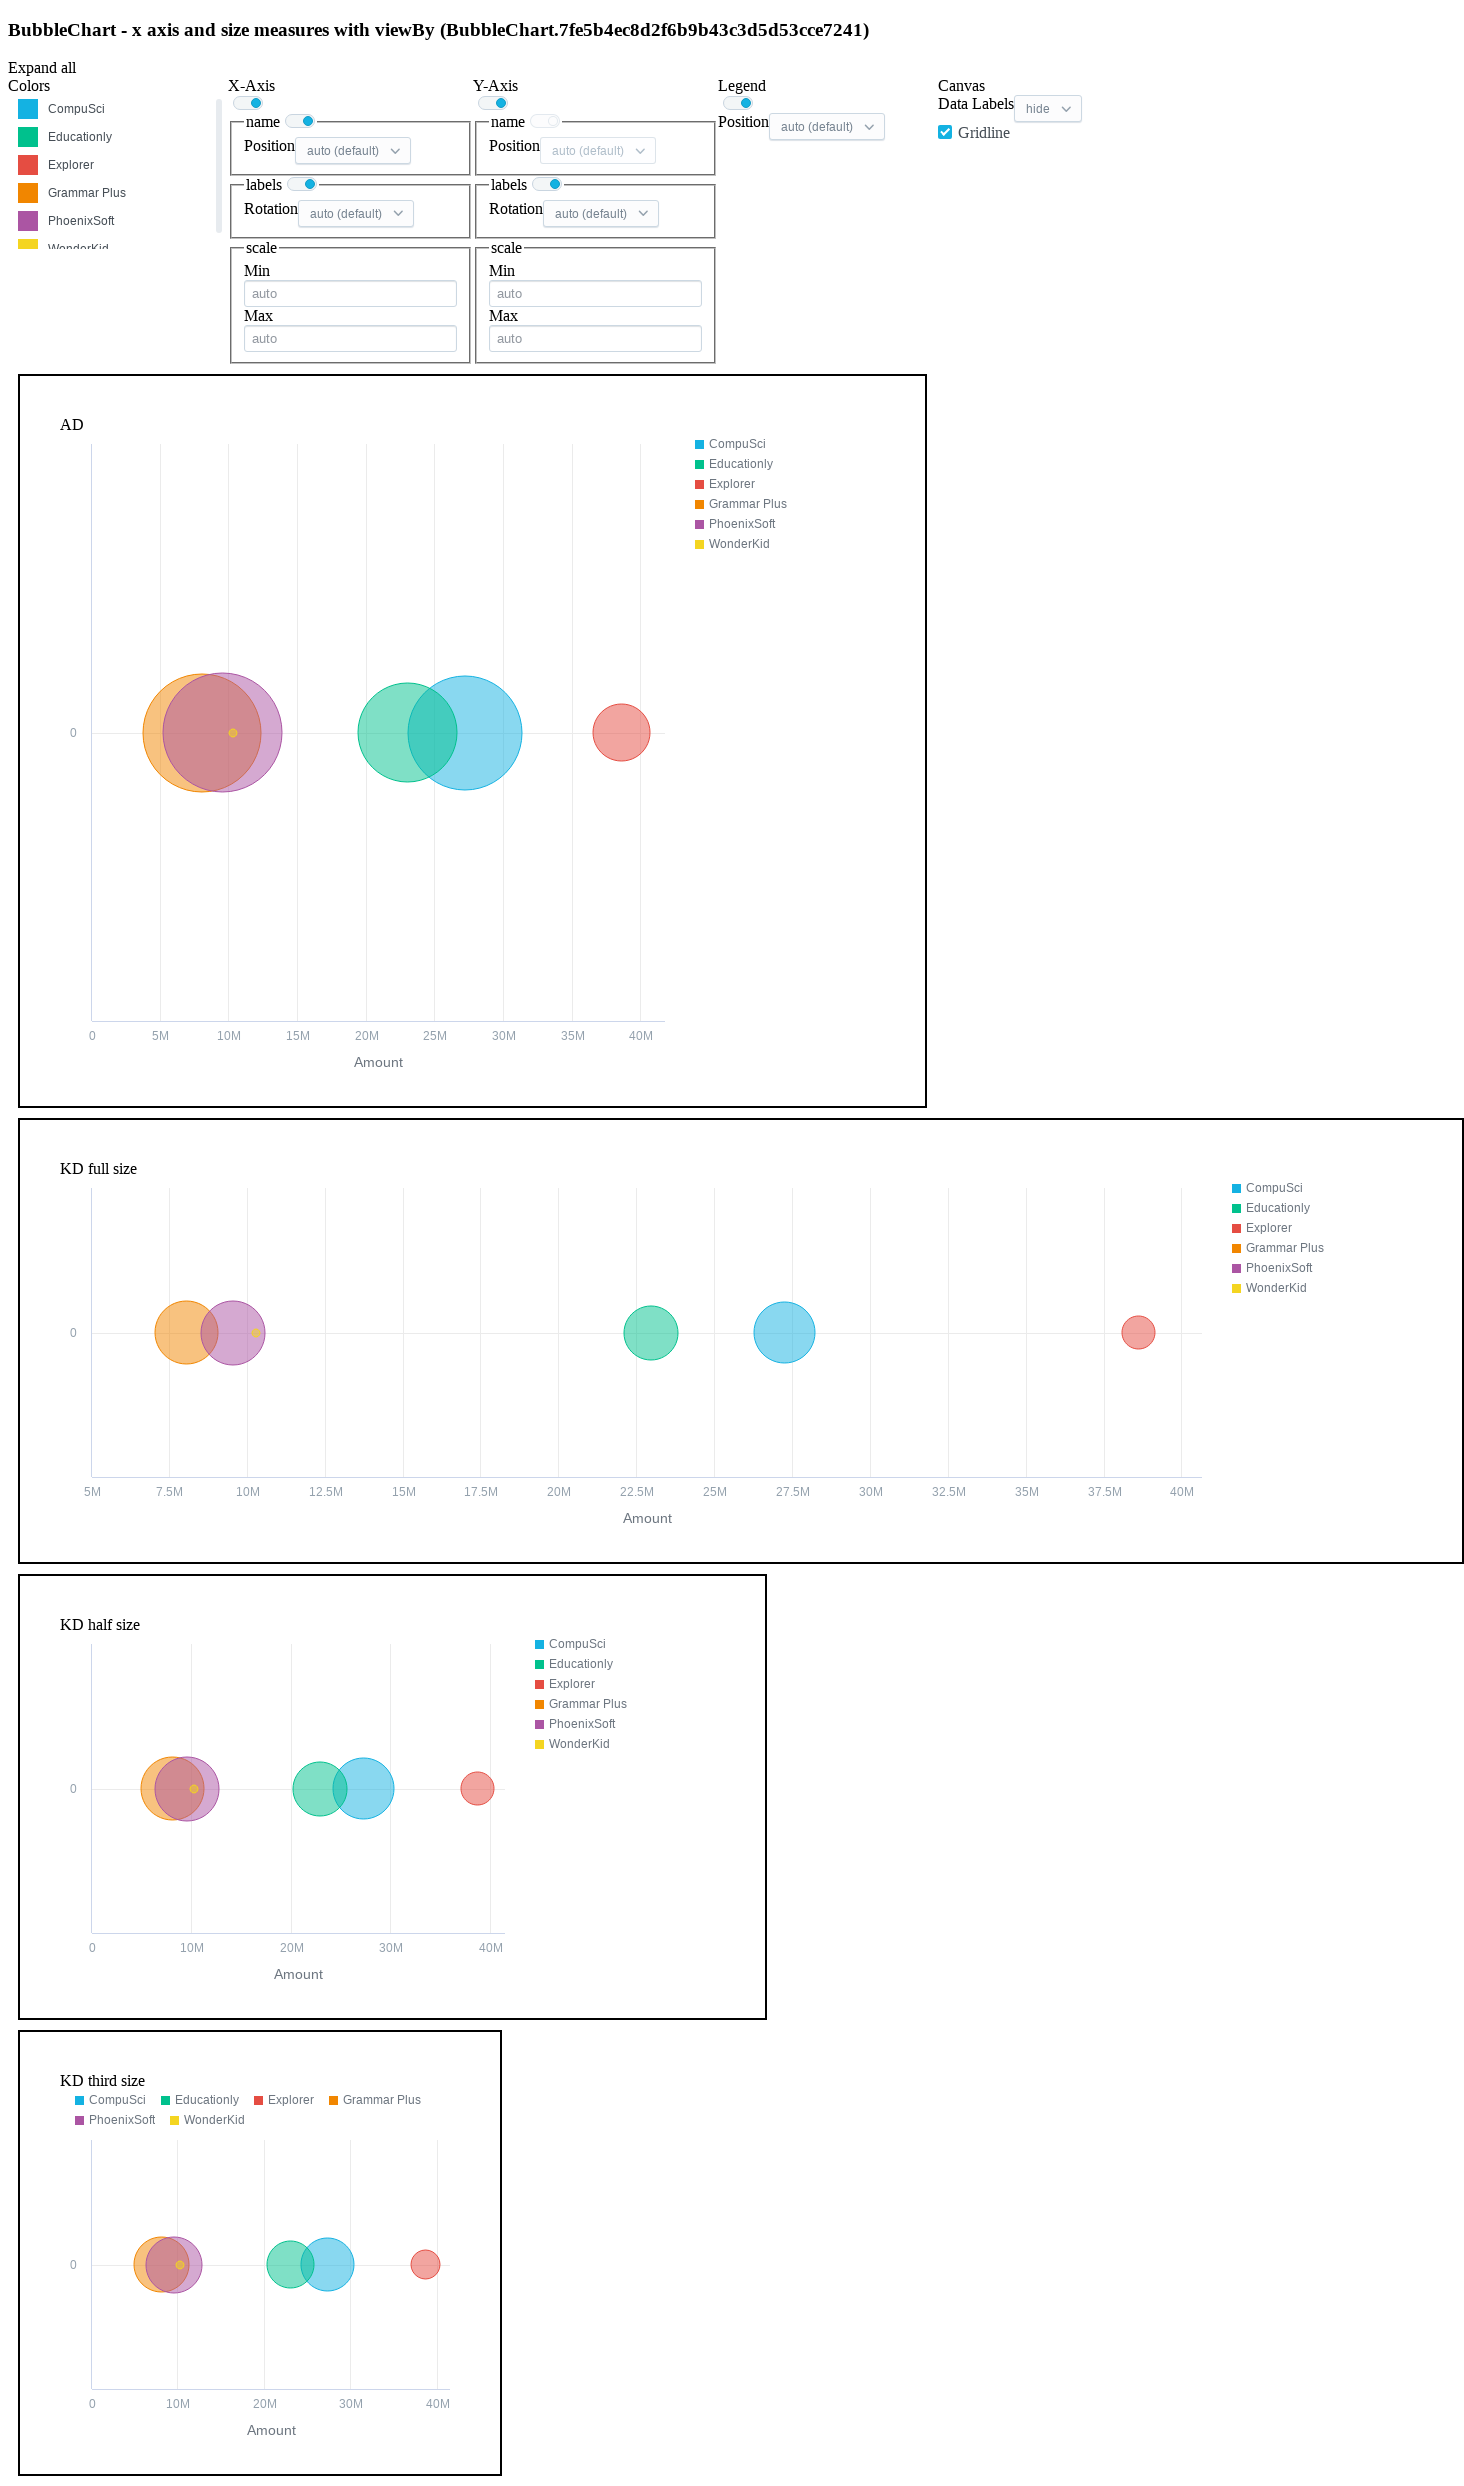 BubbleChart - x axis and size measures with viewBy (BubbleChart.7fe5b4ec8d2f6b9b43c3d5d53cce7241)
Expand all
Colors
CompuSci
Educationly
Explorer
Grammar Plus
PhoenixSoft
WonderKid
X-Axis
name
Position auto (default)
labels
Rotation auto (default)
scale
Min
auto
Max
auto
Y-Axis
name
Position auto (default)
labels
Rotation auto (default)
scale
Min
auto
Max
auto
Legend
Position auto (default)
Canvas
Data Labels hide
Gridline
AD
CompuSci
Educationly
Explorer
Grammar Plus
PhoenixSoft
WonderKid
0
0 5M 10M 15M 20M 25M 30M 35M 40M
Amount
KD full size
CompuSci
Educationly
Explorer
Grammar Plus
PhoenixSoft
WonderKid
0
5M 7.5M 10M 12.5M 15M 17.5M 20M 22.5M 25M 27.5M 30M 32.5M 35M 37.5M 40M
Amount
KD half size
CompuSci
Educationly
Explorer
Grammar Plus
PhoenixSoft
WonderKid
0
0 10M 20M 30M 40M
Amount
KD third size
CompuSci Educationly Explorer Grammar Plus
PhoenixSoft WonderKid
0
0 10M 20M 30M 40M
Amount